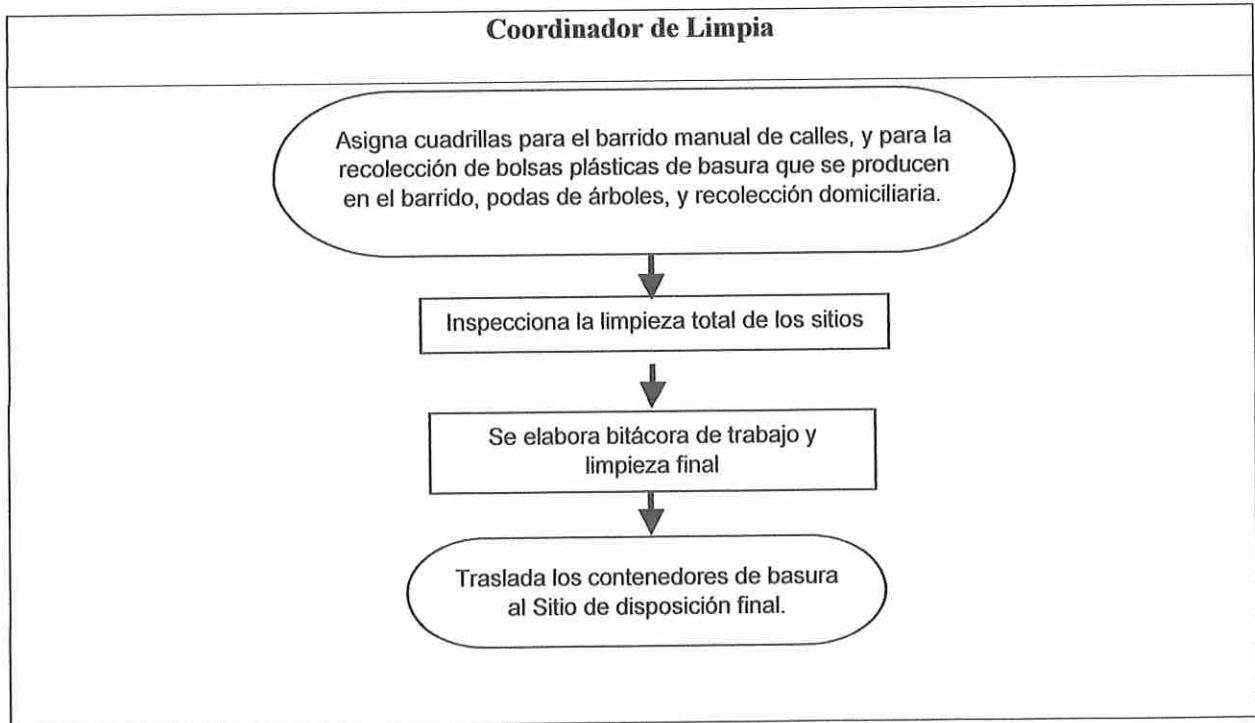 Coordinador de Limpia
Asigna cuadrillas para el barrido manual de calles, y para la
recolección de bolsas plásticas de basura que se producen
en el barrido, podas de árboles, y recolección domiciliaria.
Inspecciona la limpieza total de los sitios
Se elabora bitácora de trabajo y
limpieza final
Traslada los contenedores de basura
al Sitio de disposición final.